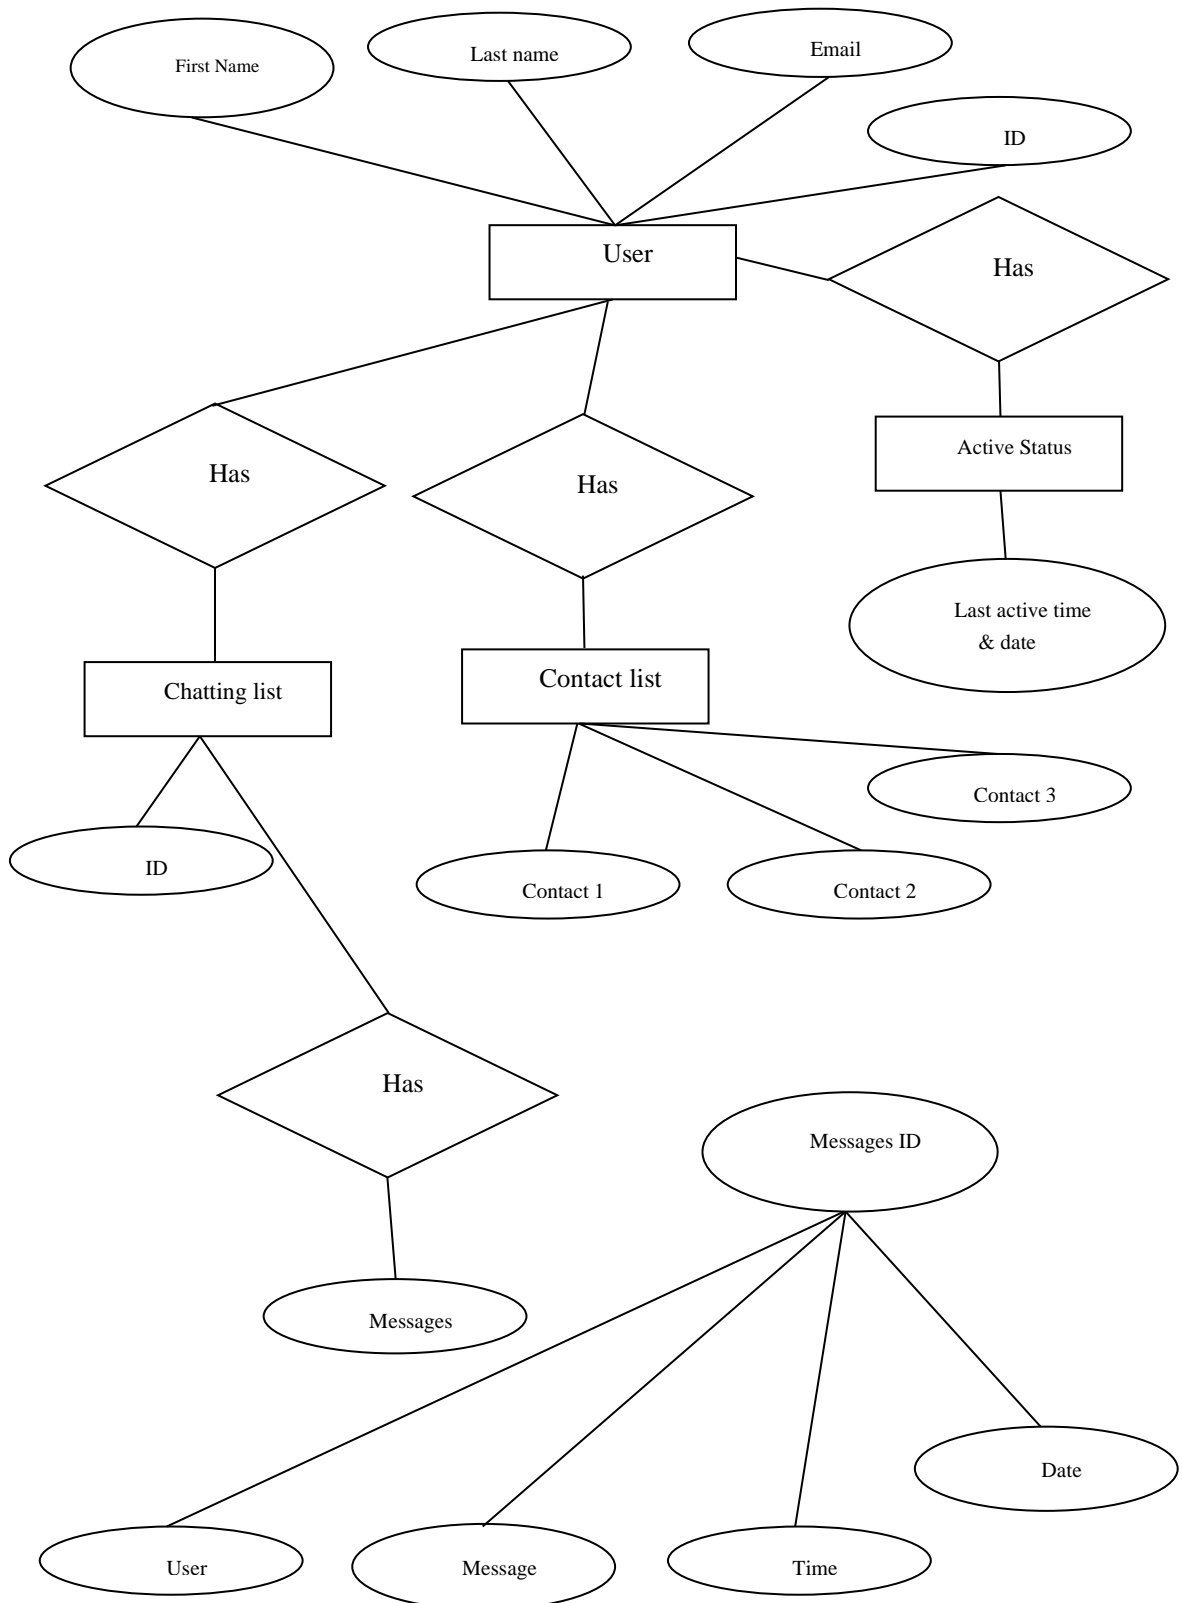 First Name
Last name
Email
ID
User
Has
Active Status
Has
Has
Last active time
& date
Chatting list
Contact list
Contact 3
ID
Contact 1
Contact 2
Has
Messages ID
Messages
Date
User
Message
Time